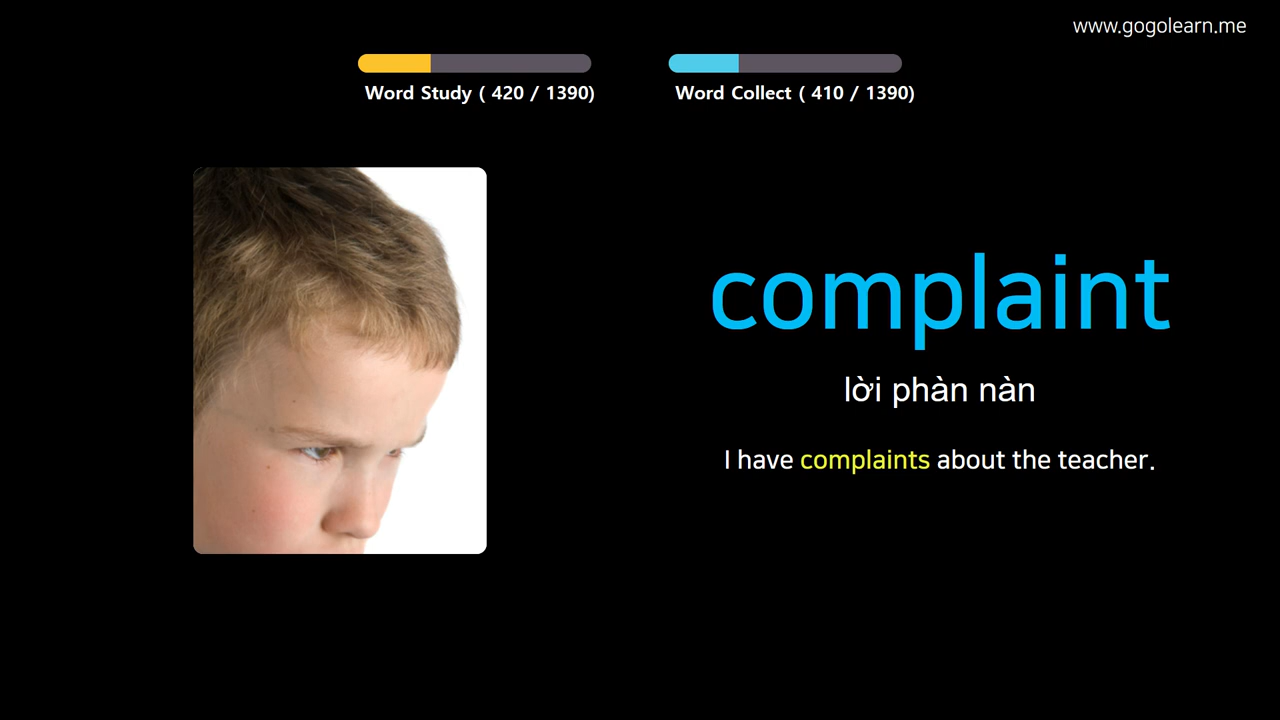 www.gogolearn.me
Word Study ( 420 / 1390)
Word Collect ( 410 / 1390)
complaint
lời phàn nàn
I have complaints about the teacher.